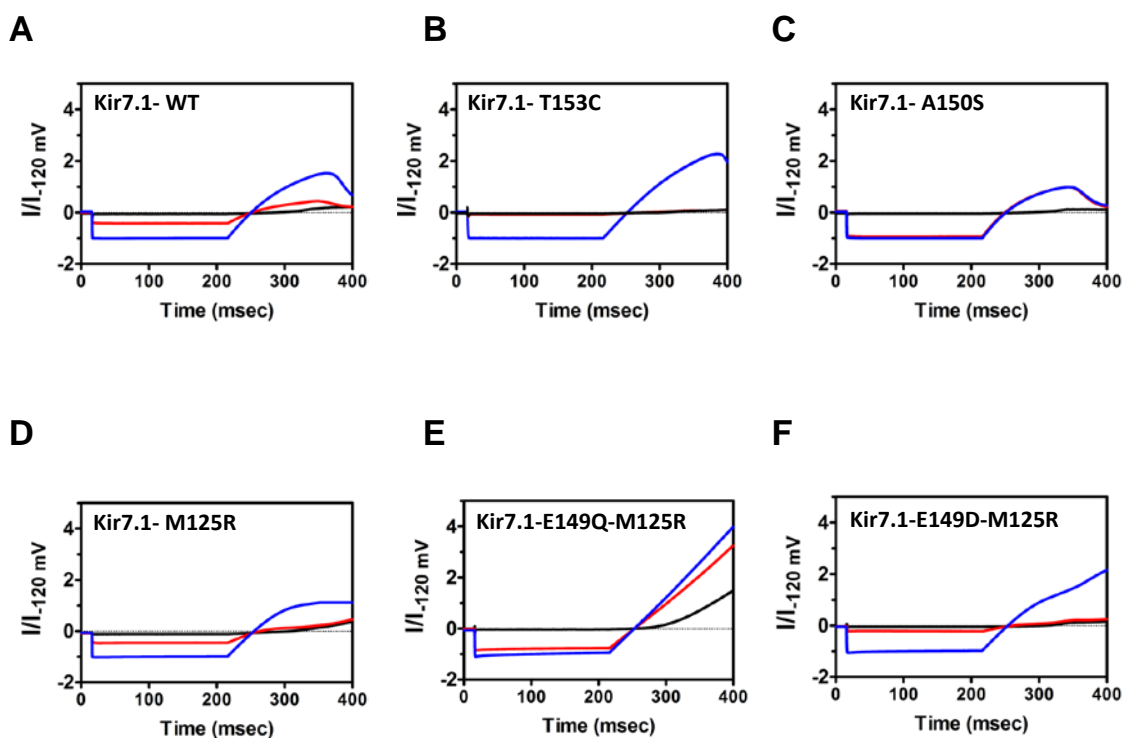 A
B
C
Kir7.1- WT
Kir7.1- T153C
Kir7.1- A150S
I/I-120 mV
4
2
0
-2
0 100 200 300 400
Time (msec)
I/I-120 mV
4
2
0
-2
0 100 200 300 400
Time (msec)
I/I-120 mV
4
2
0
-2
0 100 200 300 400
Time (msec)
D
E
F
Kir7.1- M125R
Kir7.1-E149Q-M125R
Kir7.1-E149D-M125R
I/I-120 mV
4
2
0
-2
0 100 200 300 400
Time (msec)
I/I-120 mV
4
2
0
-2
0 100 200 300 400
Time (msec)
I/I-120 mV
4
2
0
-2
0 100 200 300 400
Time (msec)